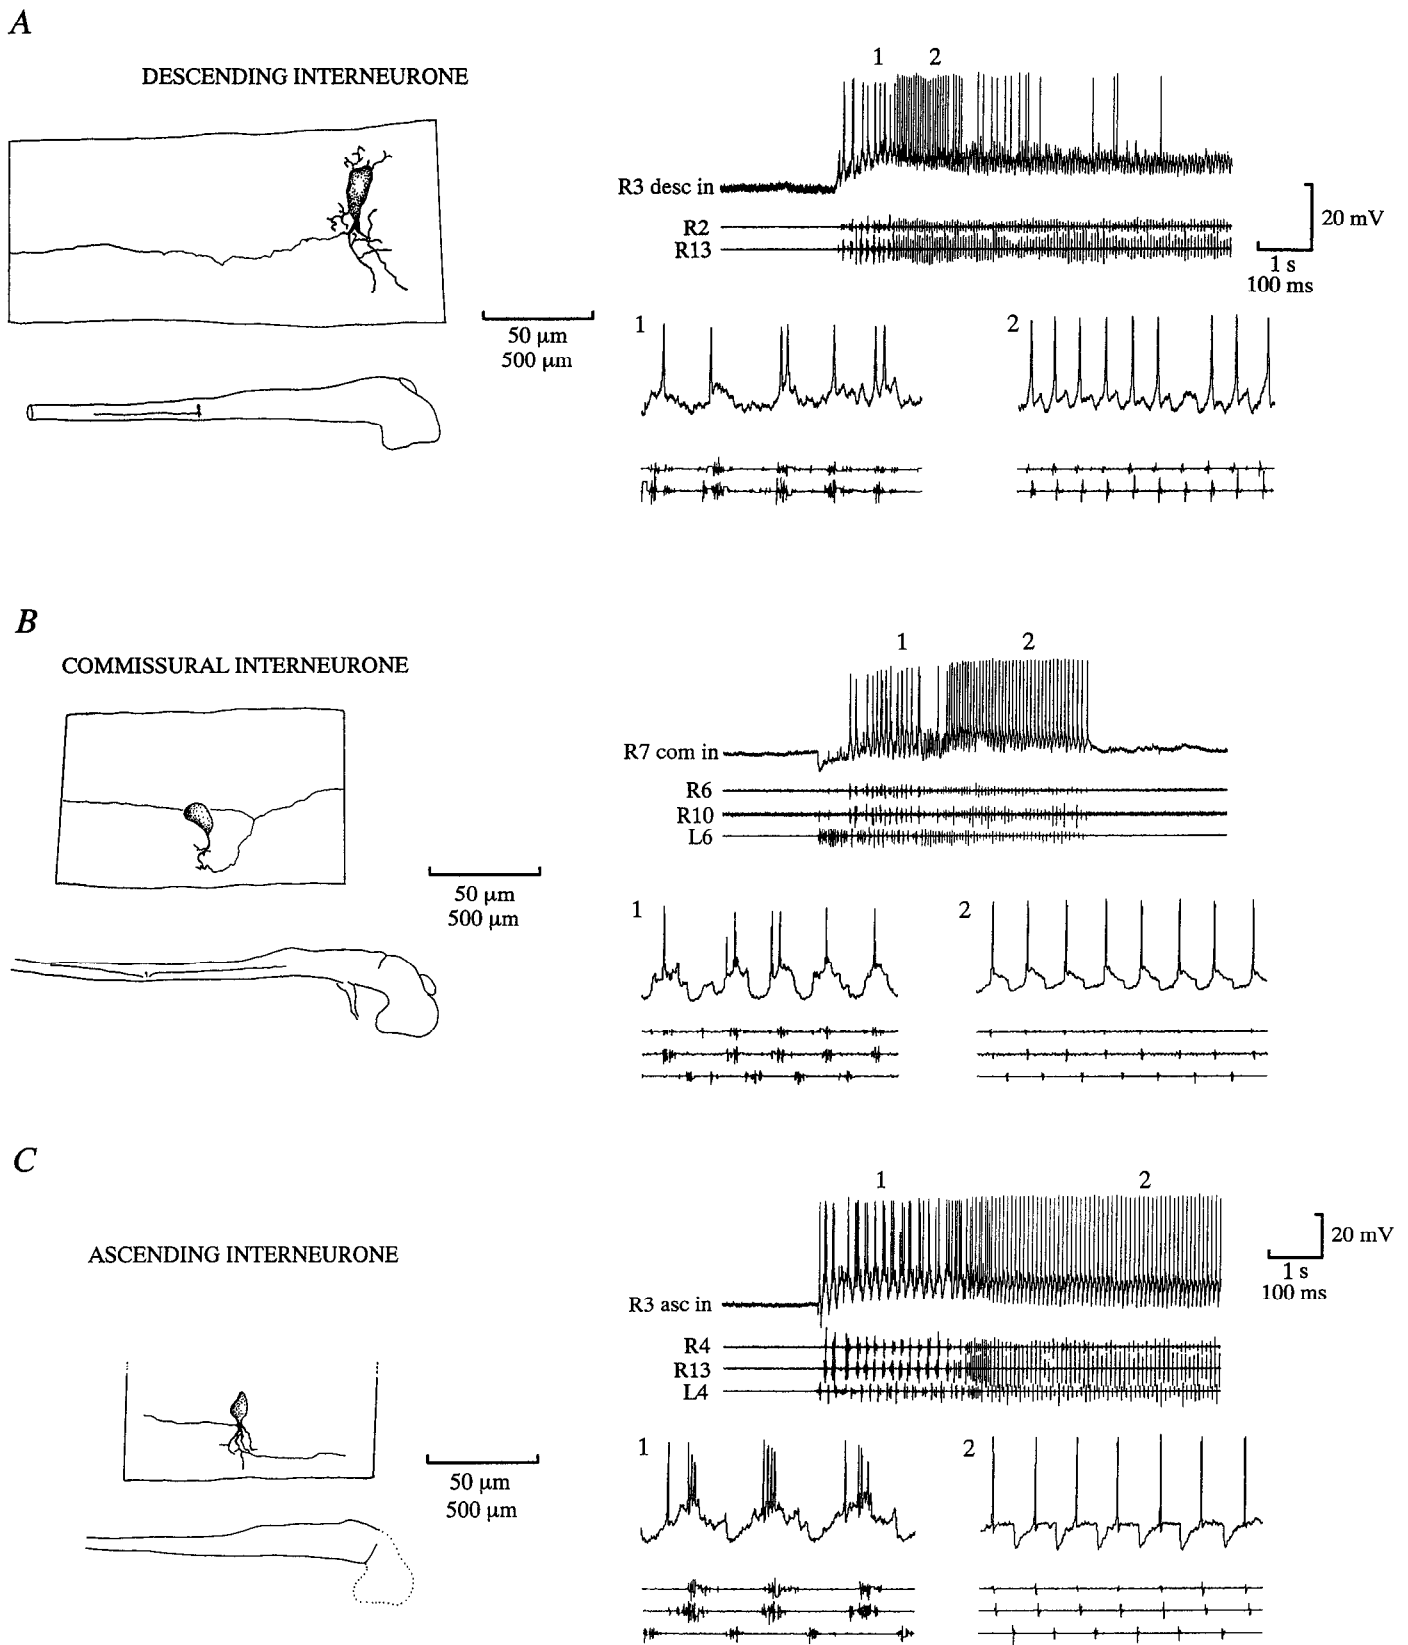 A
DESCENDING INTERNEURONE
50 µm
500 µm
1 2
R3 desc in
R2
R13
20 mV
1 s
100 ms
1
2
B
COMMISSURAL INTERNEURONE
50 µm
500 µm
1 2
R7 com in
R6
R10
L6
1
2
C
ASCENDING INTERNEURONE
50 µm
500 µm
1 2
R3 asc in
R4
R13
L4
20 mV
1 s
100 ms
1
2